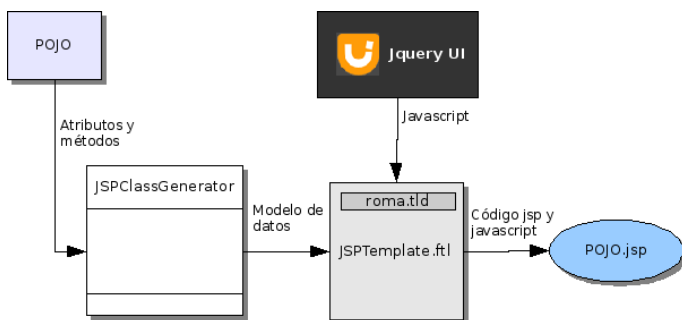 POJO
Jquery UI
Atributos y
métodos
Javascript
JSPClassGenerator
roma.tld
Modelo de
datos
JSPTemplate.ftl
Código jsp y
javascript
POJO.jsp